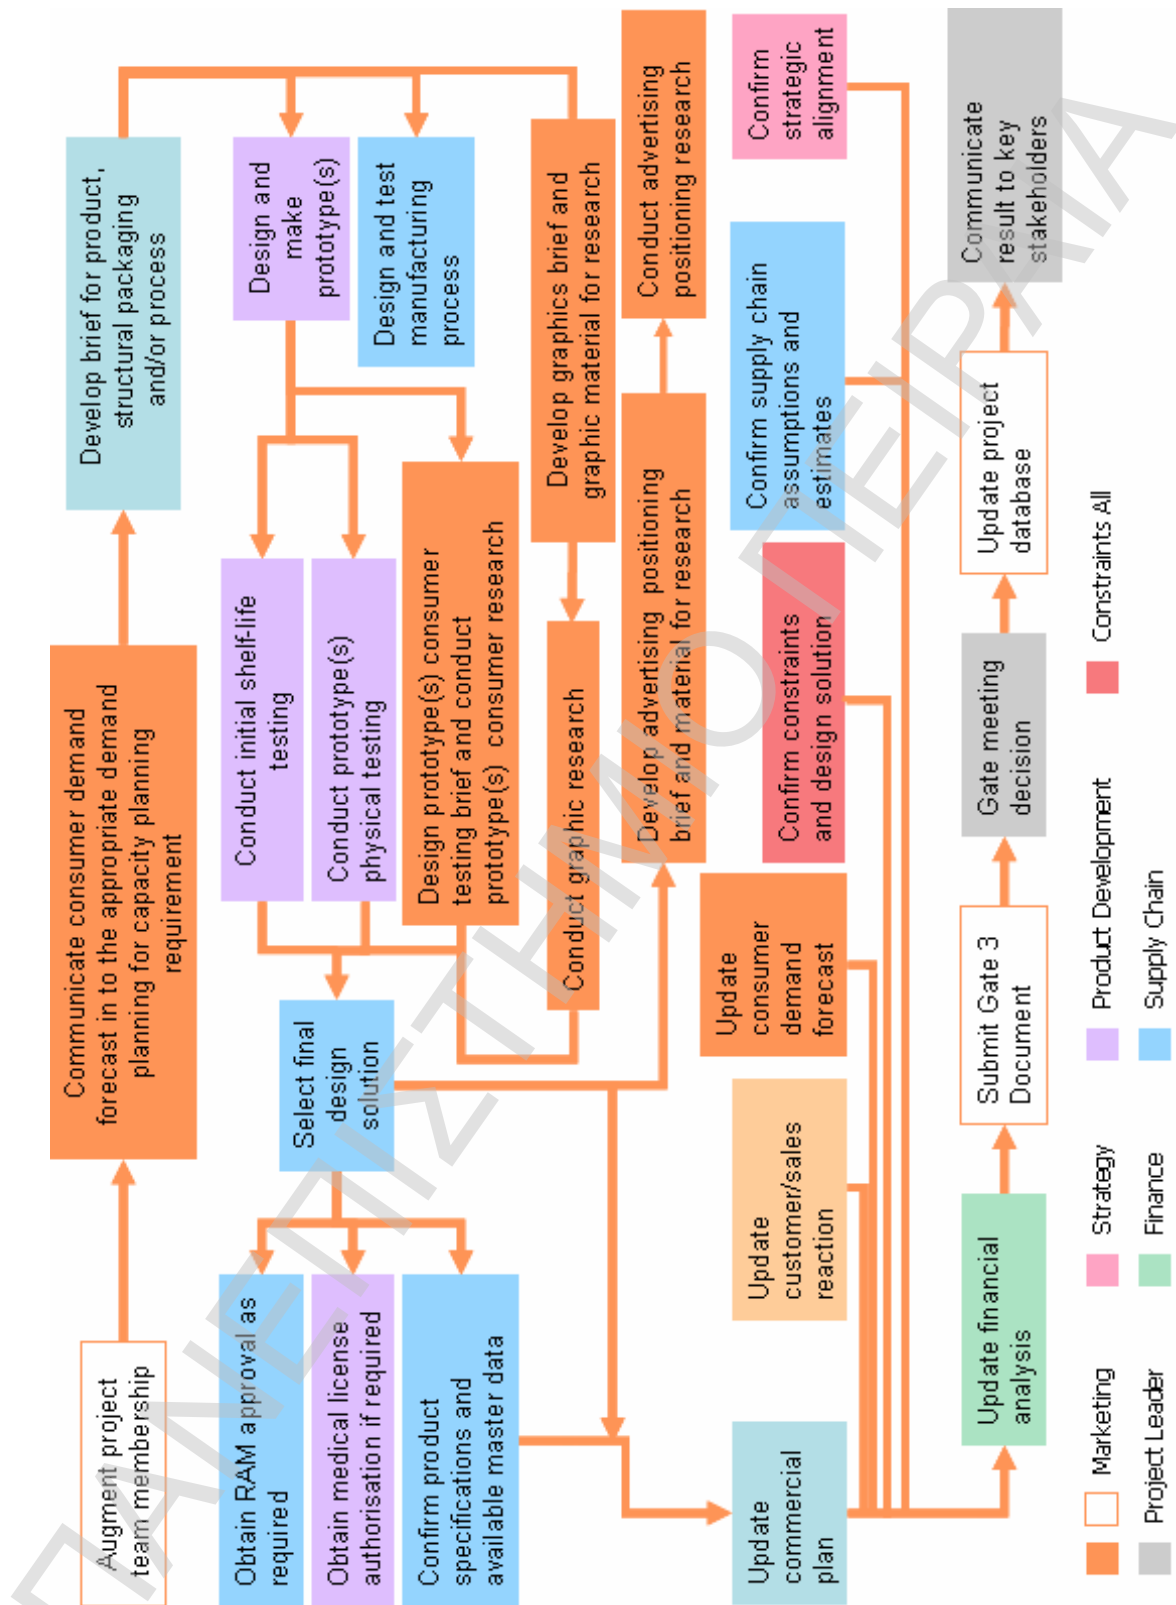 Augment project
team membership
Communicate consumer demand
forecast in to the appropriate demand
planning for capacity planning
requirement
Develop brief for product,
structural packaging
and/or process
Obtain RAM approval as
required
Obtain medical license
authorisation if required
Confirm product
specifications and
available master data
Select final
design
solution
Conduct initial shelf-life
testing
Conduct prototype(s)
physical testing
Design prototype(s) consumer
testing brief and conduct
prototype(s) consumer research
Design and
make
prototype(s)
Design and test
manufacturing
process
Conduct graphic research
Develop graphics brief and
graphic material for research
Develop advertising positioning
brief and material for research
Conduct advertising
positioning research
Update
commercial
plan
Update
customer/sales
reaction
Update
consumer
demand
forecast
Confirm constraints
and design solution
Confirm supply chain
assumptions and
estimates
Confirm
strategic
alignment
Update financial
analysis
Submit Gate 3
Document
Gate meeting
decision
Update project
database
Communicate
result to key
stakeholders
Marketing
Strategy
Product Development
Constraints All
Project Leader
Finance
Supply Chain
ΠΑΝΕΠΙΣΤΗΜΙΟ ΠΕΙΡΑΙΑ